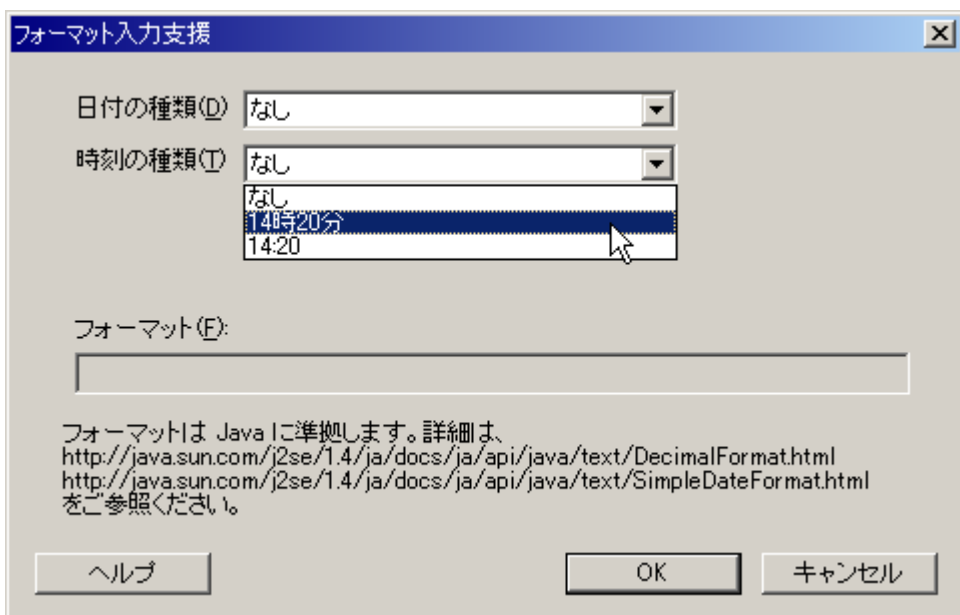 フォーマット入力支援
日付の種類(D) なし
時刻の種類(T) なし
なし
14時20分
14:20
フォーマット(F):
フォーマットは Java に準拠します。詳細は、
http://java.sun.com/j2se/1.4/ja/docs/ja/api/java/text/DecimalFormat.html
http://java.sun.com/j2se/1.4/ja/docs/ja/api/java/text/SimpleDateFormat.html
をご参照ください。
ヘルプ OK キャンセル